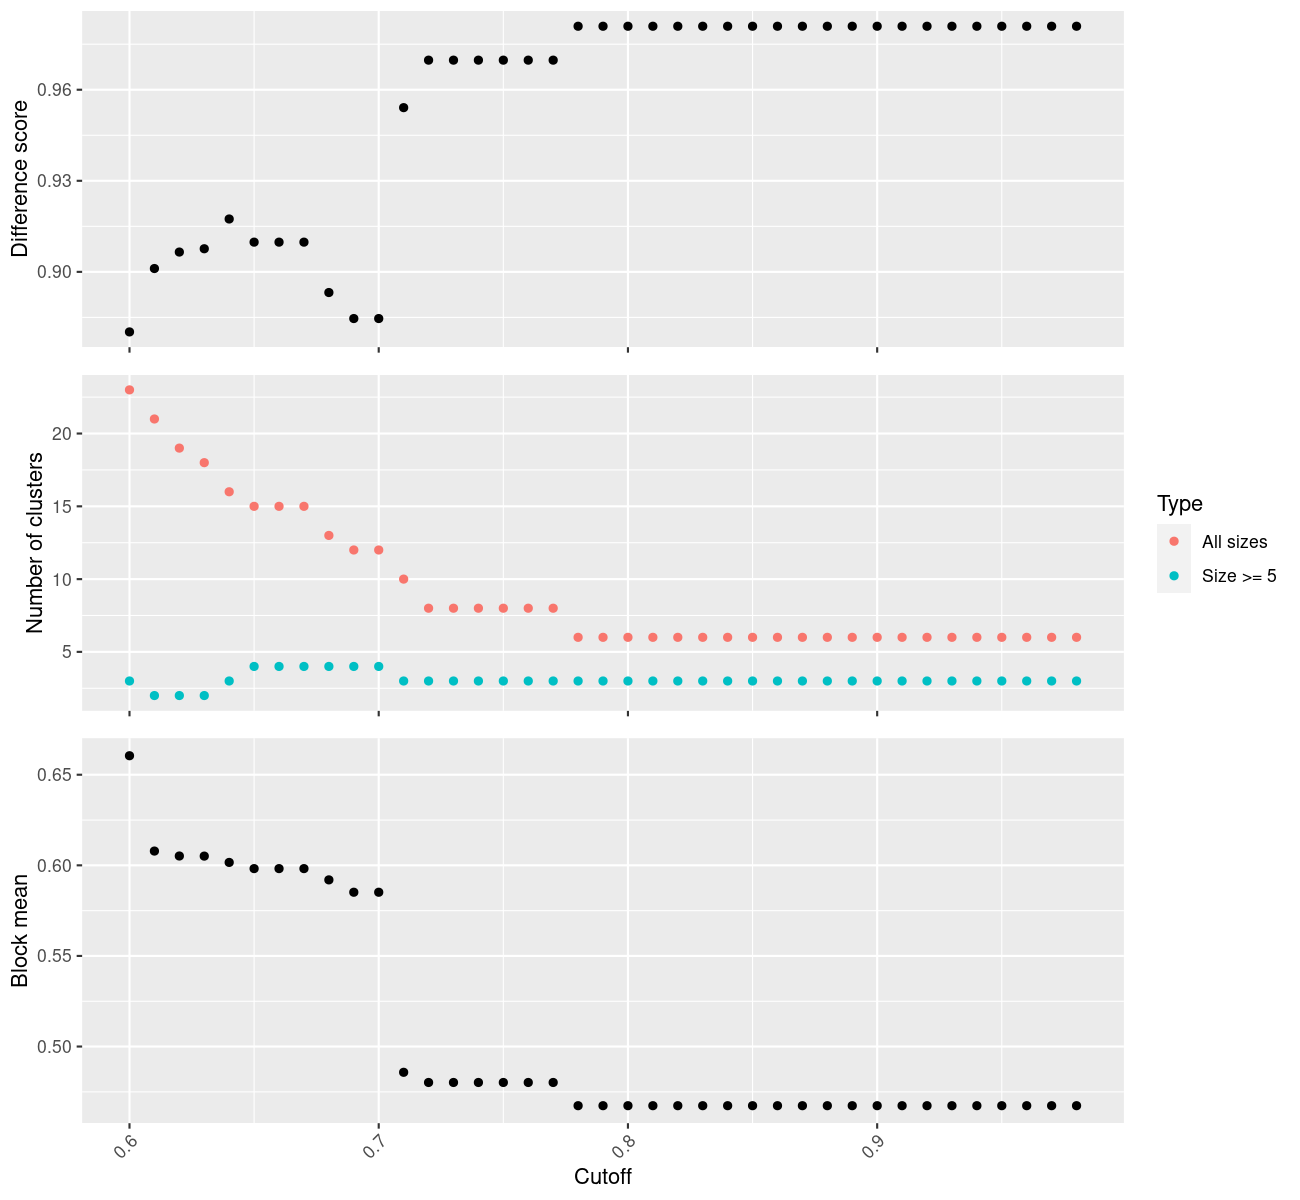 Difference score
0.96
0.93
0.90
Number of clusters
20
15
10
5
Type
All sizes
Size >= 5
Block mean
0.65
0.60
0.55
0.50
0.6
0.7
0.8
0.9
Cutoff